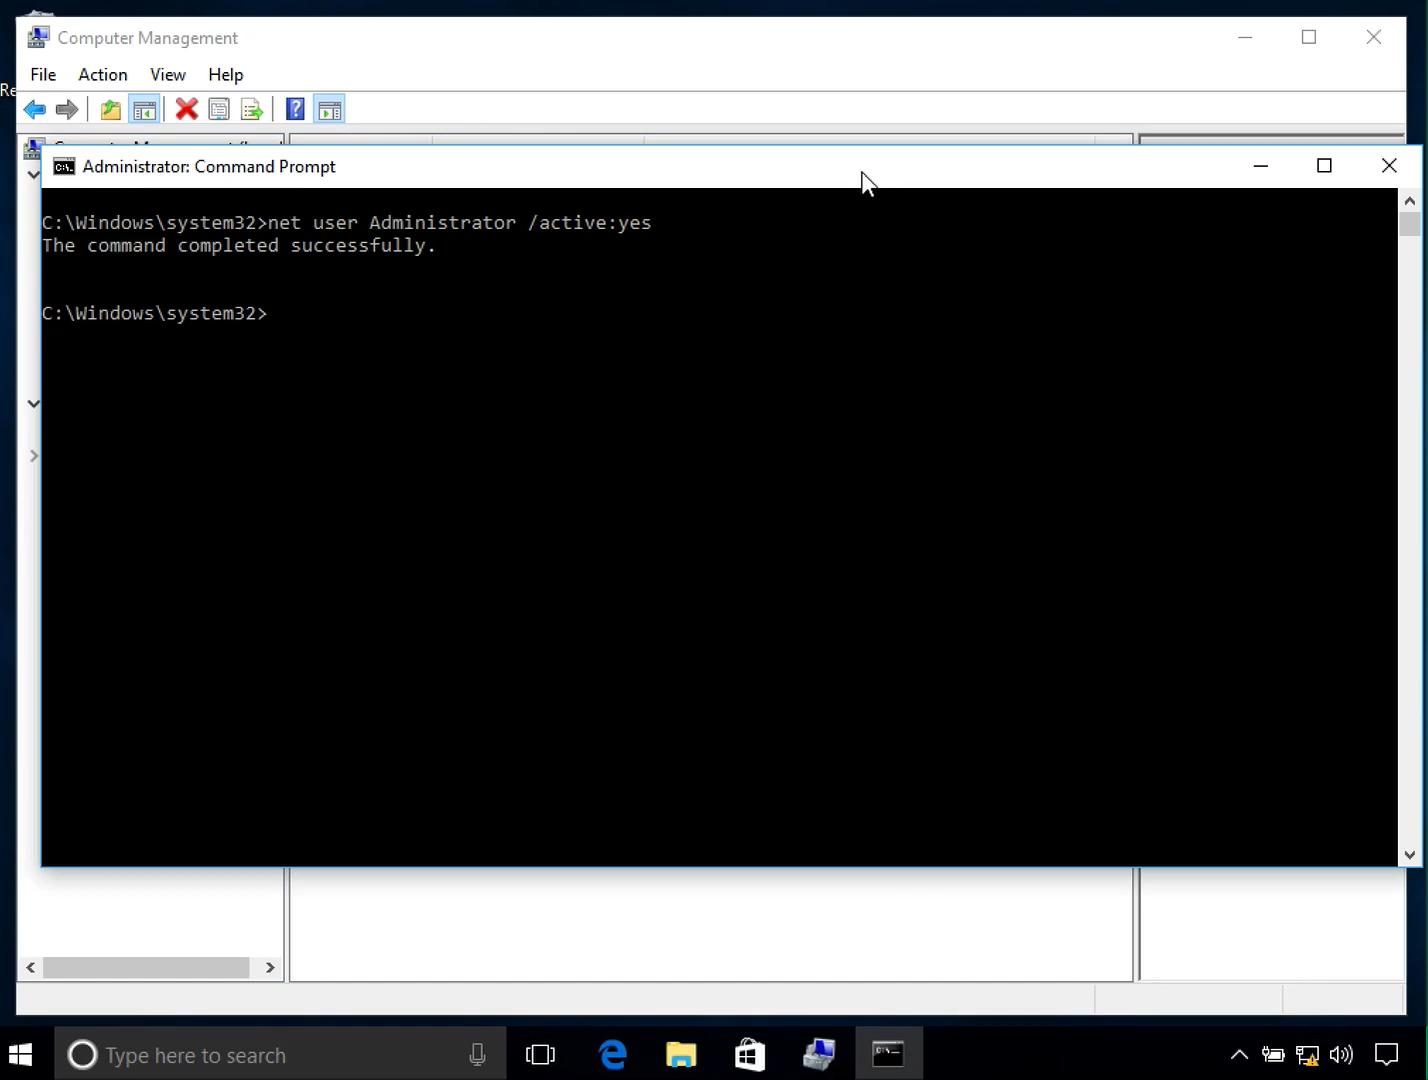 Computer Management
File Action View Help
Administrator: Command Prompt
C:\Windows\system32>net user Administrator /active:yes
The command completed successfully.
C:\Windows\system32>
Type here to search